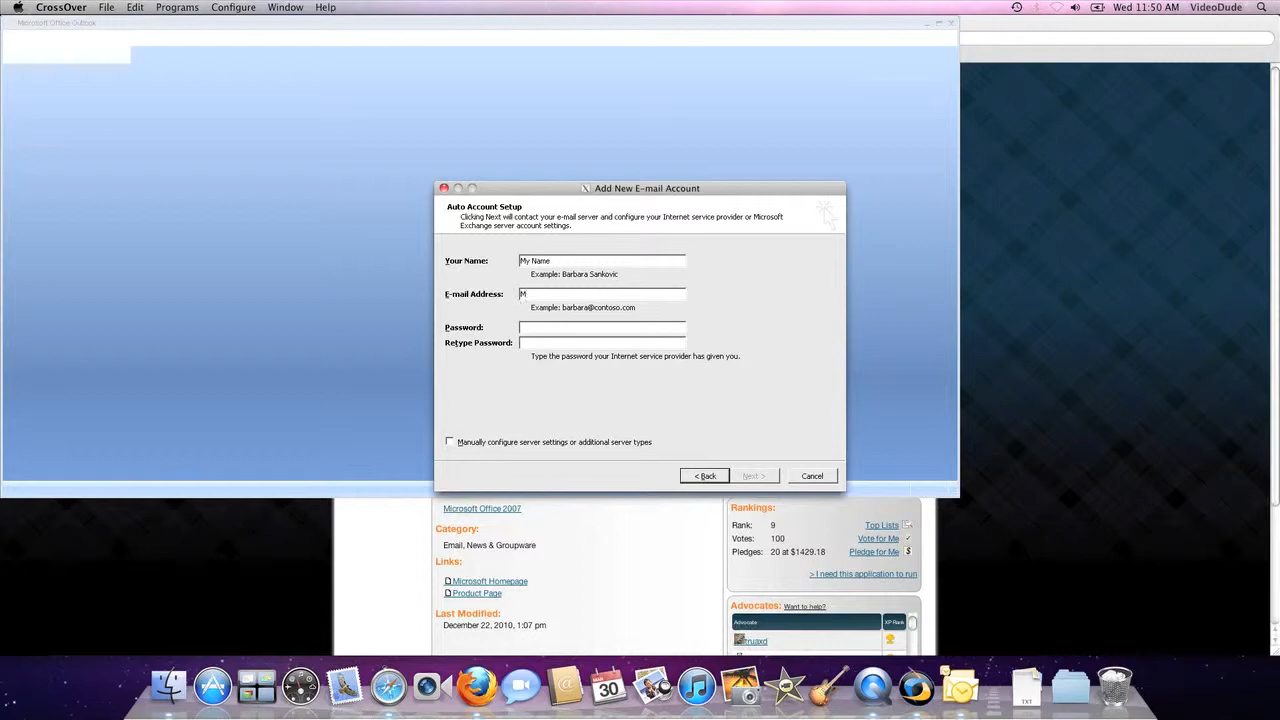 CrossOver File Edit Programs Configure Window Help Wed 11:50 AM VideoDude
Microsoft Office Outlook
Add New E-mail Account
Auto Account Setup
Clicking Next will contact your e-mail server and configure your Internet service provider or Microsoft
Exchange server account settings.
Your Name: My Name
Example: Barbara Sankovic
E-mail Address: M
Example: barbara@contoso.com
Password:
Retype Password:
Type the password your Internet service provider has given you.
Manually configure server settings or additional server types
< Back Next > Cancel
Microsoft Office 2007
Category:
Email, News & Groupware
Links:
Microsoft Homepage
Product Page
Last Modified:
December 22, 2010, 1:07 pm
Rankings:
Rank: 9 Top Lists
Votes: 100 Vote for Me
Pledges: 20 at $1429.18 Pledge for Me
> I need this application to run
Advocates: Want to help?
Advocate XP Rank
truaxd
30
TXT